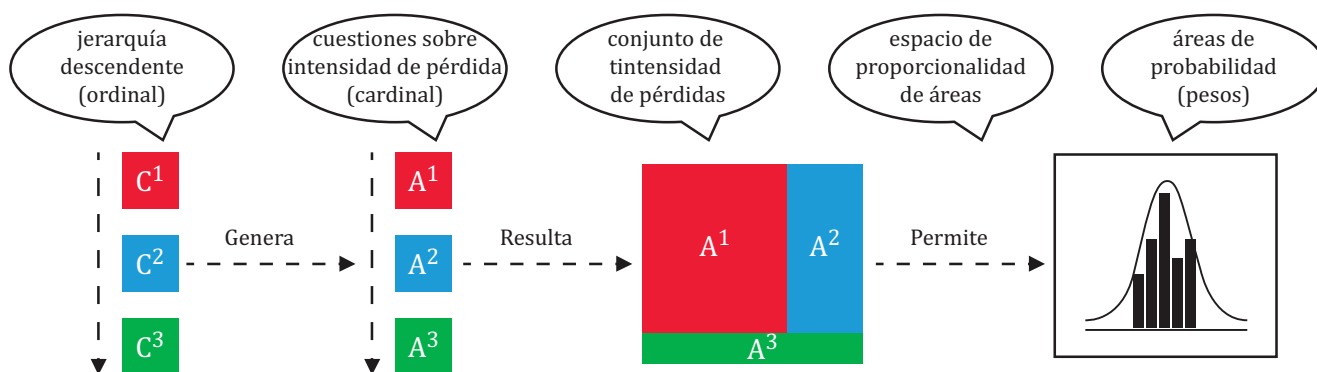 jerarquía
descendente
(ordinal)
cuestiones sobre
intensidad de pérdida
(cardinal)
conjunto de
tintensidad
de pérdidas
espacio de
proporcionalidad
de áreas
áreas de
probabilidad
(pesos)
C¹
C²
C³
Genera
A¹
A²
A³
Resulta
A¹
A²
A³
Permite